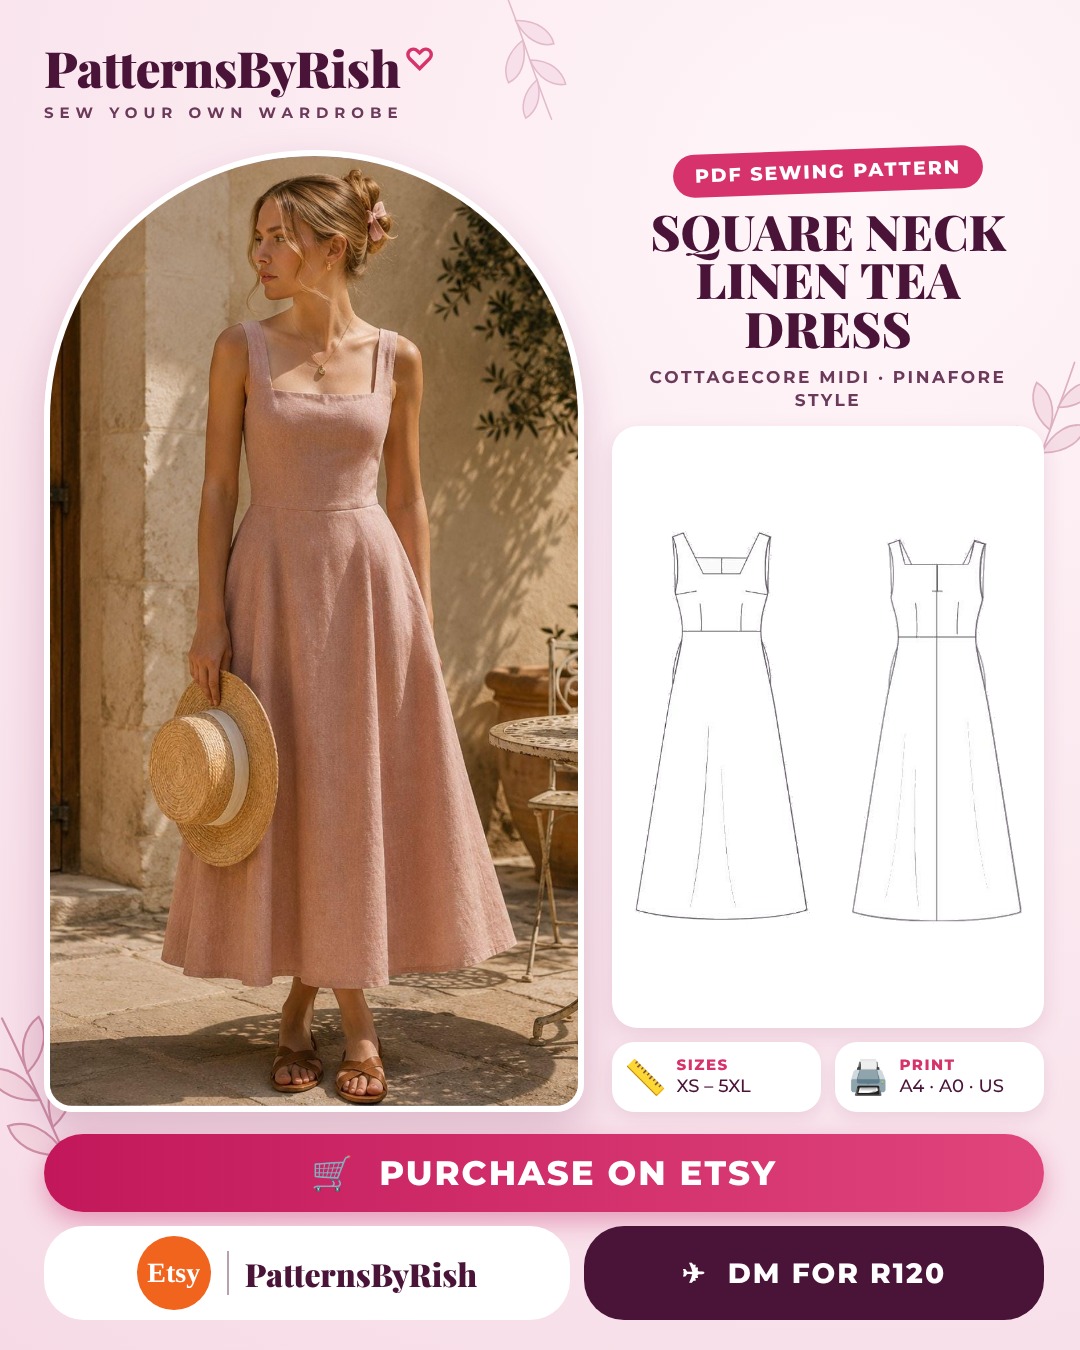 PatternsByRish
SEW YOUR OWN WARDROBE
PDF SEWING PATTERN
SQUARE NECK
LINEN TEA
DRESS
COTTAGECORE MIDI · PINAFORE
STYLE
SIZES
XS – 5XL
PRINT
A4 · A0 · US
PURCHASE ON ETSY
Etsy
PatternsByRish
DM FOR R120